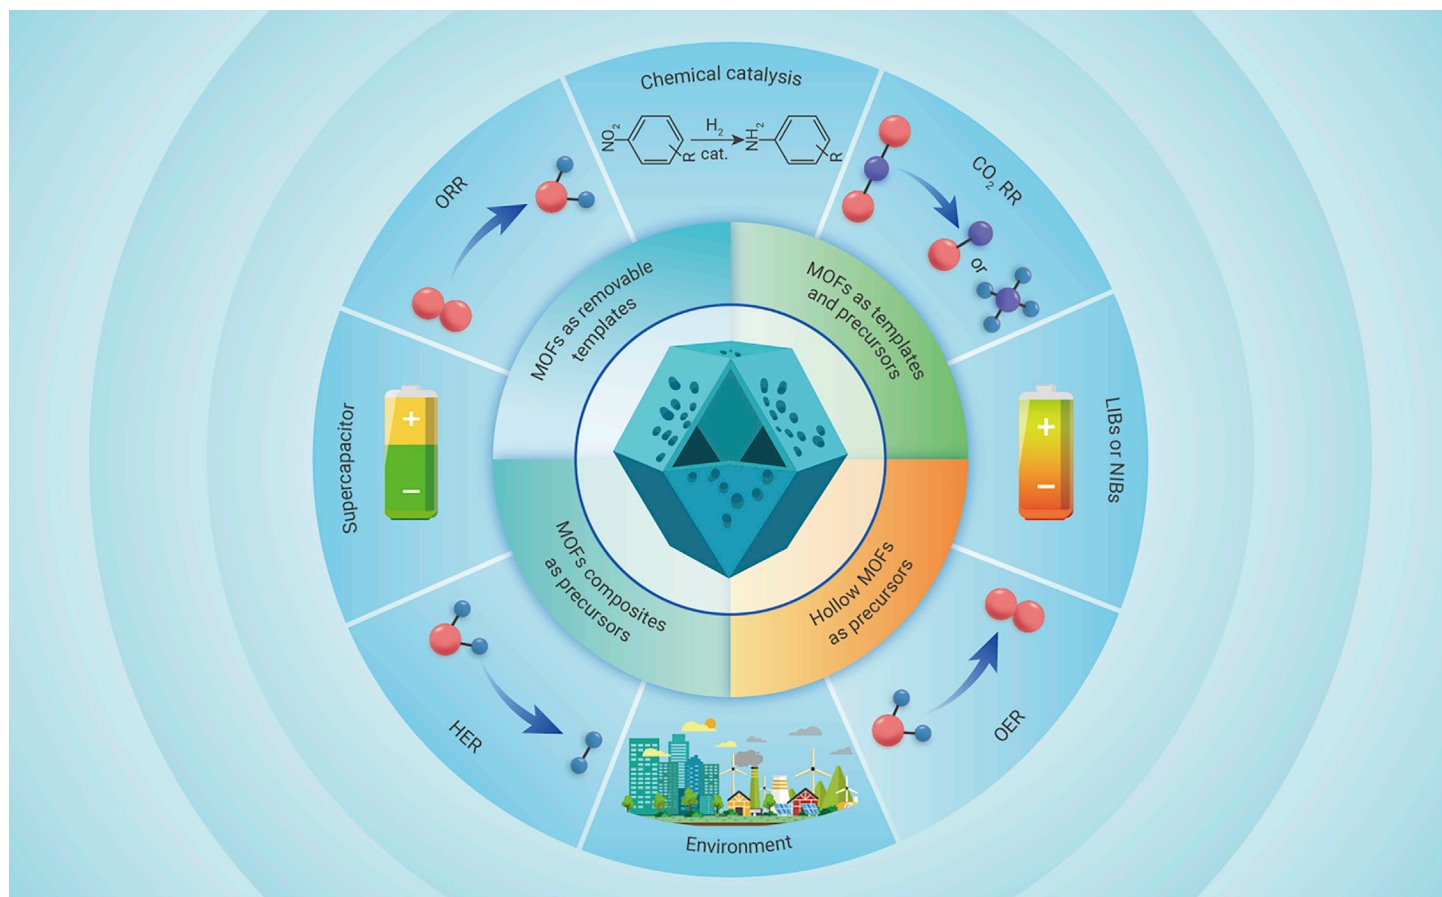 Chemical catalysis
NO2
R
H2
cat.
NH2
R
CO2 RR
or
LIBs or NIBs
+
−
OER
Environment
HER
Supercapacitor
+
−
ORR
MOFs as removable
templates
MOFs as templates
and precursors
Hollow MOFs
as precursors
MOFs composites
as precursors